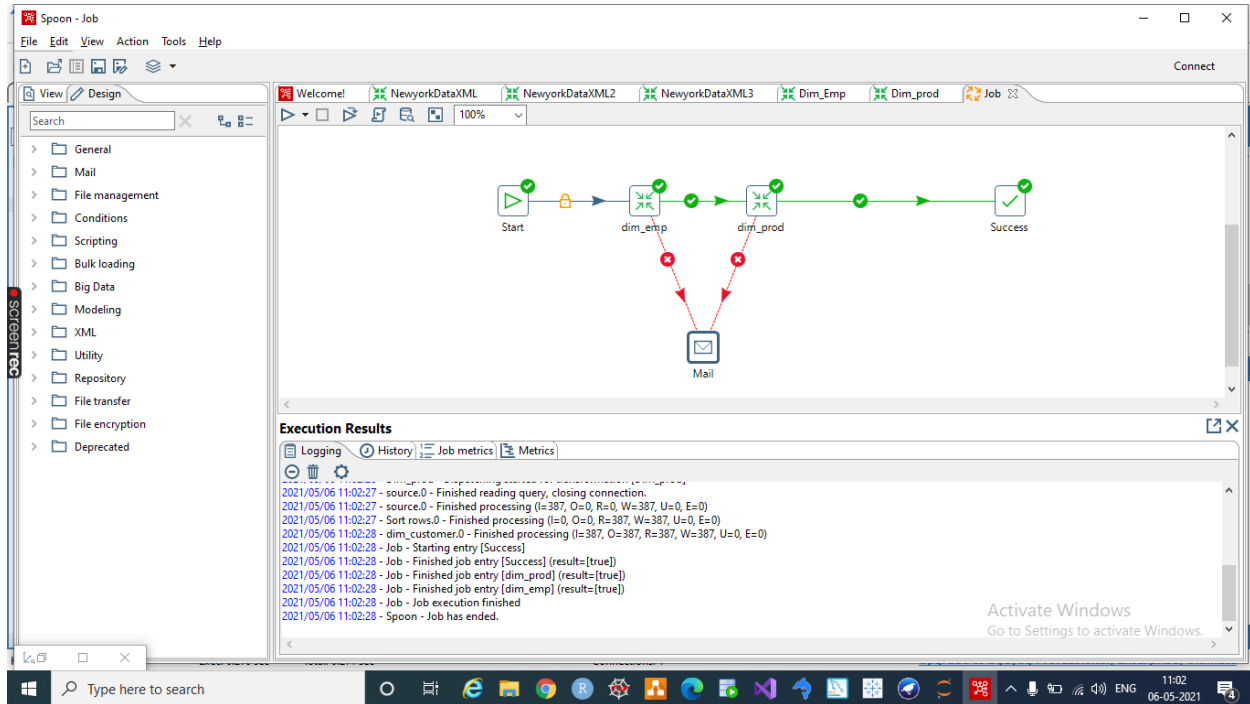 Spoon - Job
File Edit View Action Tools Help
Connect
View Design
Welcome! NewyorkDataXML NewyorkDataXML2 NewyorkDataXML3 Dim_Emp Dim_prod Job
Search
100%
General
Mail
File management
Conditions
Scripting
Bulk loading
Big Data
Modeling
XML
Utility
Repository
File transfer
File encryption
Deprecated
screenrec
Start dim_emp dim_prod Success
Mail
Execution Results
Logging History Job metrics Metrics
2021/05/06 11:02:27 - source.0 - Finished reading query, closing connection.
2021/05/06 11:02:27 - source.0 - Finished processing (I=387, O=0, R=0, W=387, U=0, E=0)
2021/05/06 11:02:27 - Sort rows.0 - Finished processing (I=0, O=0, R=387, W=387, U=0, E=0)
2021/05/06 11:02:28 - dim_customer.0 - Finished processing (I=387, O=387, R=387, W=387, U=0, E=0)
2021/05/06 11:02:28 - Job - Starting entry [Success]
2021/05/06 11:02:28 - Job - Finished job entry [Success] (result=[true])
2021/05/06 11:02:28 - Job - Finished job entry [dim_prod] (result=[true])
2021/05/06 11:02:28 - Job - Finished job entry [dim_emp] (result=[true])
2021/05/06 11:02:28 - Job - Job execution finished
2021/05/06 11:02:28 - Spoon - Job has ended.
Activate Windows
Go to Settings to activate Windows.
Type here to search
R
ENG
11:02
06-05-2021
4